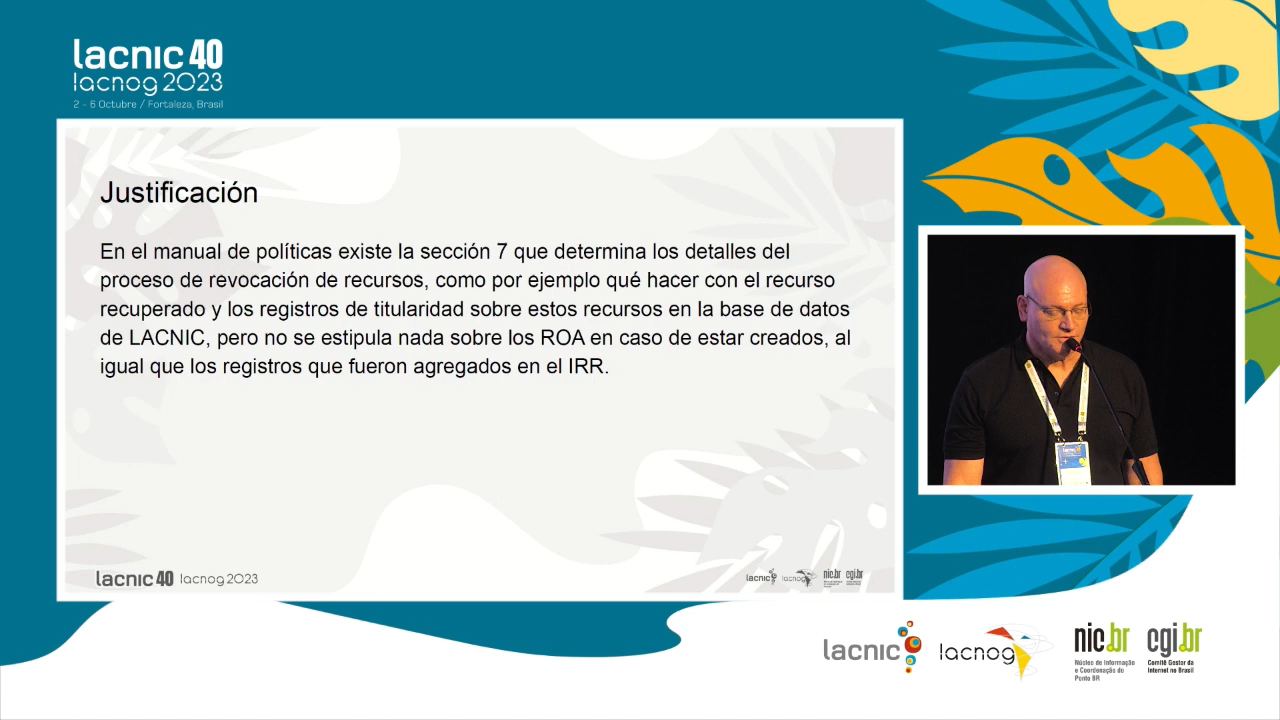 lacnic 40
lacnog 2023
2 - 6 Octubre / Fortaleza, Brasil
Justificación
En el manual de políticas existe la sección 7 que determina los detalles del
proceso de revocación de recursos, como por ejemplo qué hacer con el recurso
recuperado y los registros de titularidad sobre estos recursos en la base de datos
de LACNIC, pero no se estipula nada sobre los ROA en caso de estar creados, al
igual que los registros que fueron agregados en el IRR.
lacnic 40 lacnog 2023
lacnic lacnog nic.br cgi.br
lacnic lacnog nic.br cgi.br
Núcleo de Informação
e Coordenação do
Ponto BR
Comitê Gestor da
Internet no Brasil